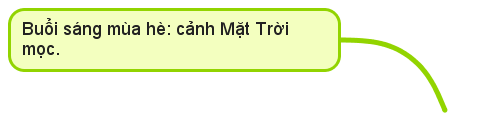 Buổi sáng mùa hè: cảnh Mặt Trời
mọc.